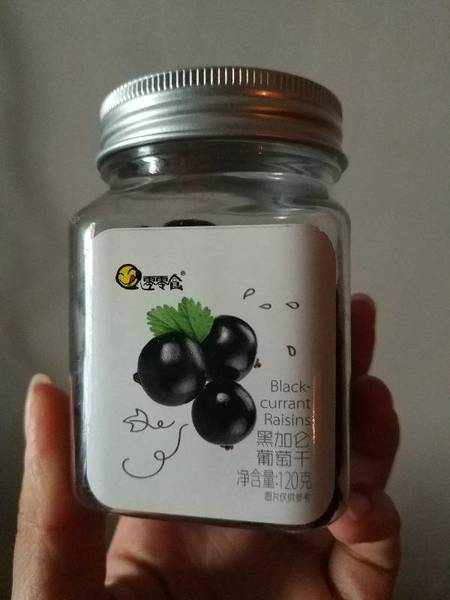 零零食®
Black-
currant
Raisins
黑加仑
葡萄干
净含量:120克
图片仅供参考